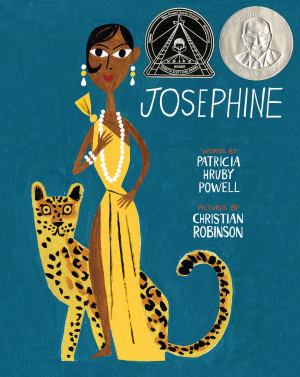 JOSEPHINE
WORDS BY
PATRICIA
HRUBY
POWELL
PICTURES BY
CHRISTIAN
ROBINSON